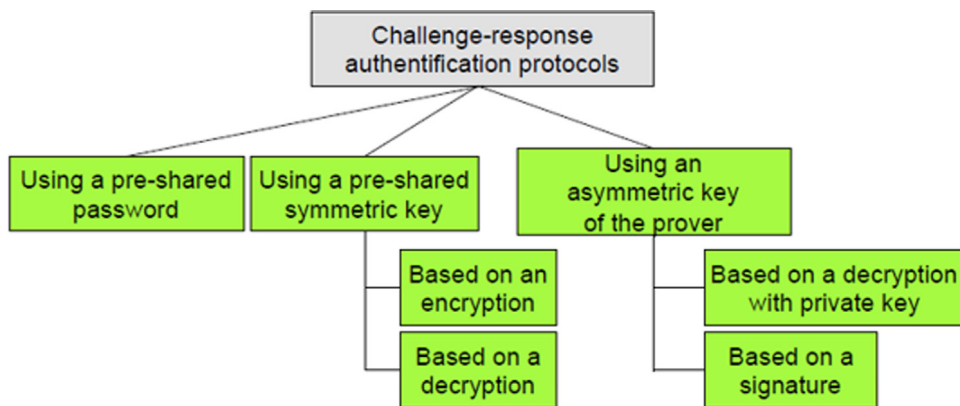 Challenge-response
authentification protocols
Using a pre-shared
password
Using a pre-shared
symmetric key
Using an
asymmetric key
of the prover
Based on an
encryption
Based on a
decryption
Based on a decryption
with private key
Based on a
signature